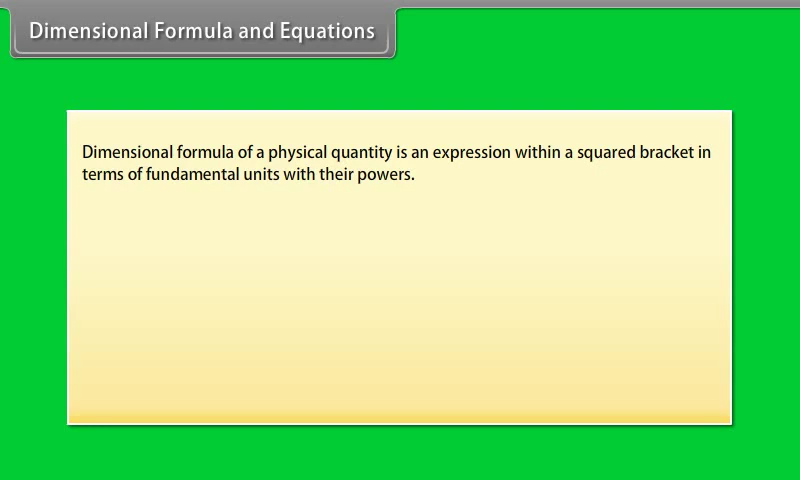 Dimensional Formula and Equations
Dimensional formula of a physical quantity is an expression within a squared bracket in
terms of fundamental units with their powers.